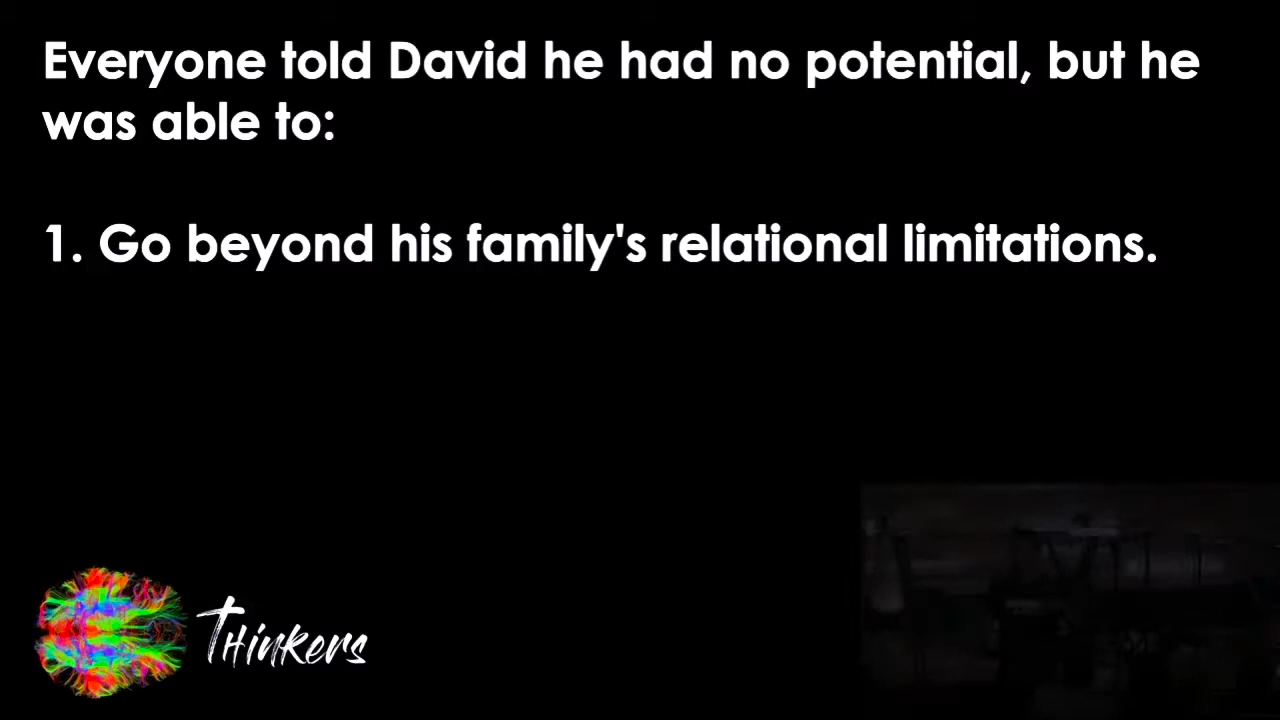 Everyone told David he had no potential, but he
was able to:
1. Go beyond his family's relational limitations.
THinkers